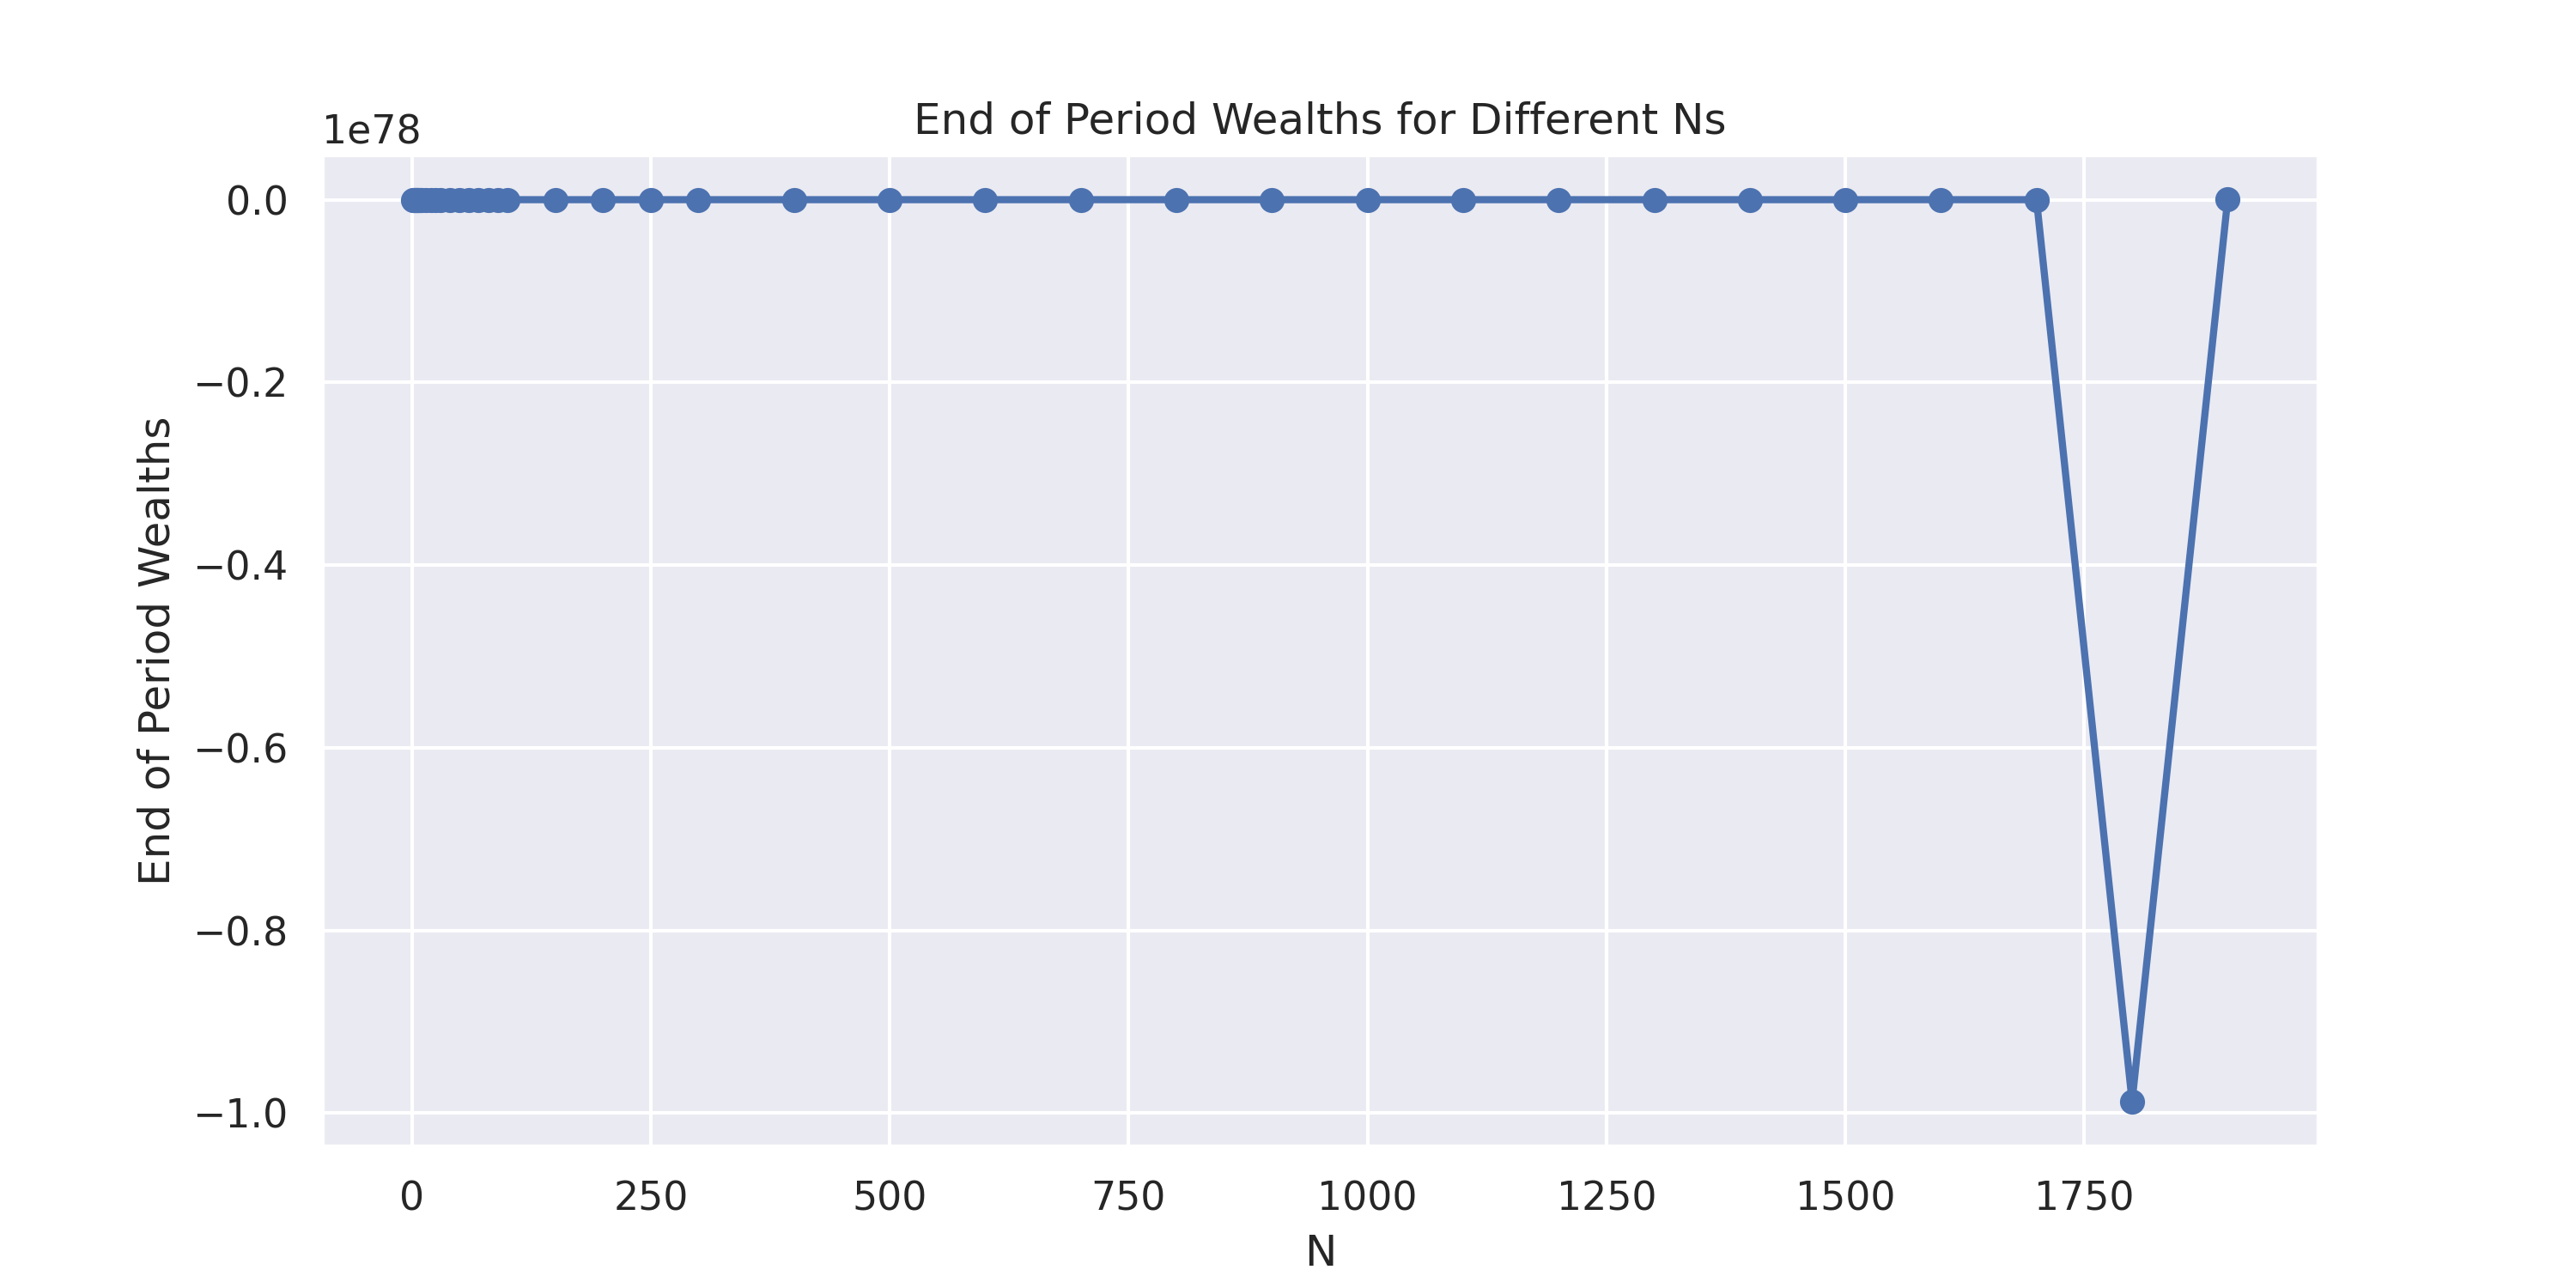 End of Period Wealths for Different Ns
1e78
0.0
−0.2
−0.4
−0.6
−0.8
−1.0
End of Period Wealths
0 250 500 750 1000 1250 1500 1750
N